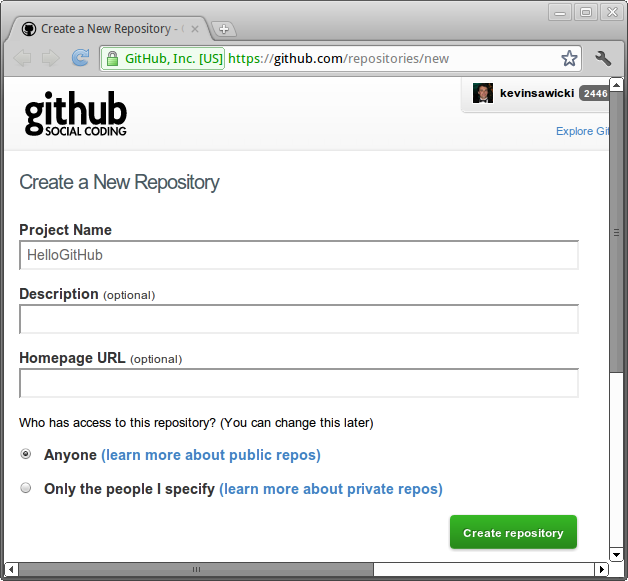 Create a New Repository -
GitHub, Inc. [US] https://github.com/repositories/new
github
SOCIAL CODING
kevinsawicki 2446
Explore
Create a New Repository
Project Name
HelloGitHub
Description (optional)
Homepage URL (optional)
Who has access to this repository? (You can change this later)
Anyone (learn more about public repos)
Only the people I specify (learn more about private repos)
Create repository